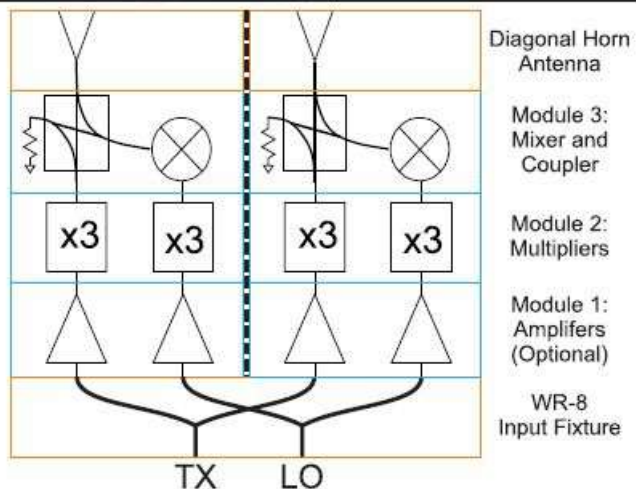 Diagonal Horn
Antenna
Module 3:
Mixer and
Coupler
x3
x3
x3
x3
Module 2:
Multipliers
Module 1:
Amplifers
(Optional)
WR-8
Input Fixture
TX
LO